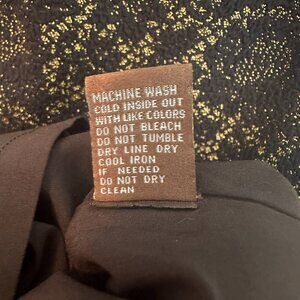 MACHINE WASH
COLD INSIDE OUT
WITH LIKE COLORS
DO NOT BLEACH
DO NOT TUMBLE
DRY LINE DRY
COOL IRON
IF NEEDED
DO NOT DRY
CLEAN